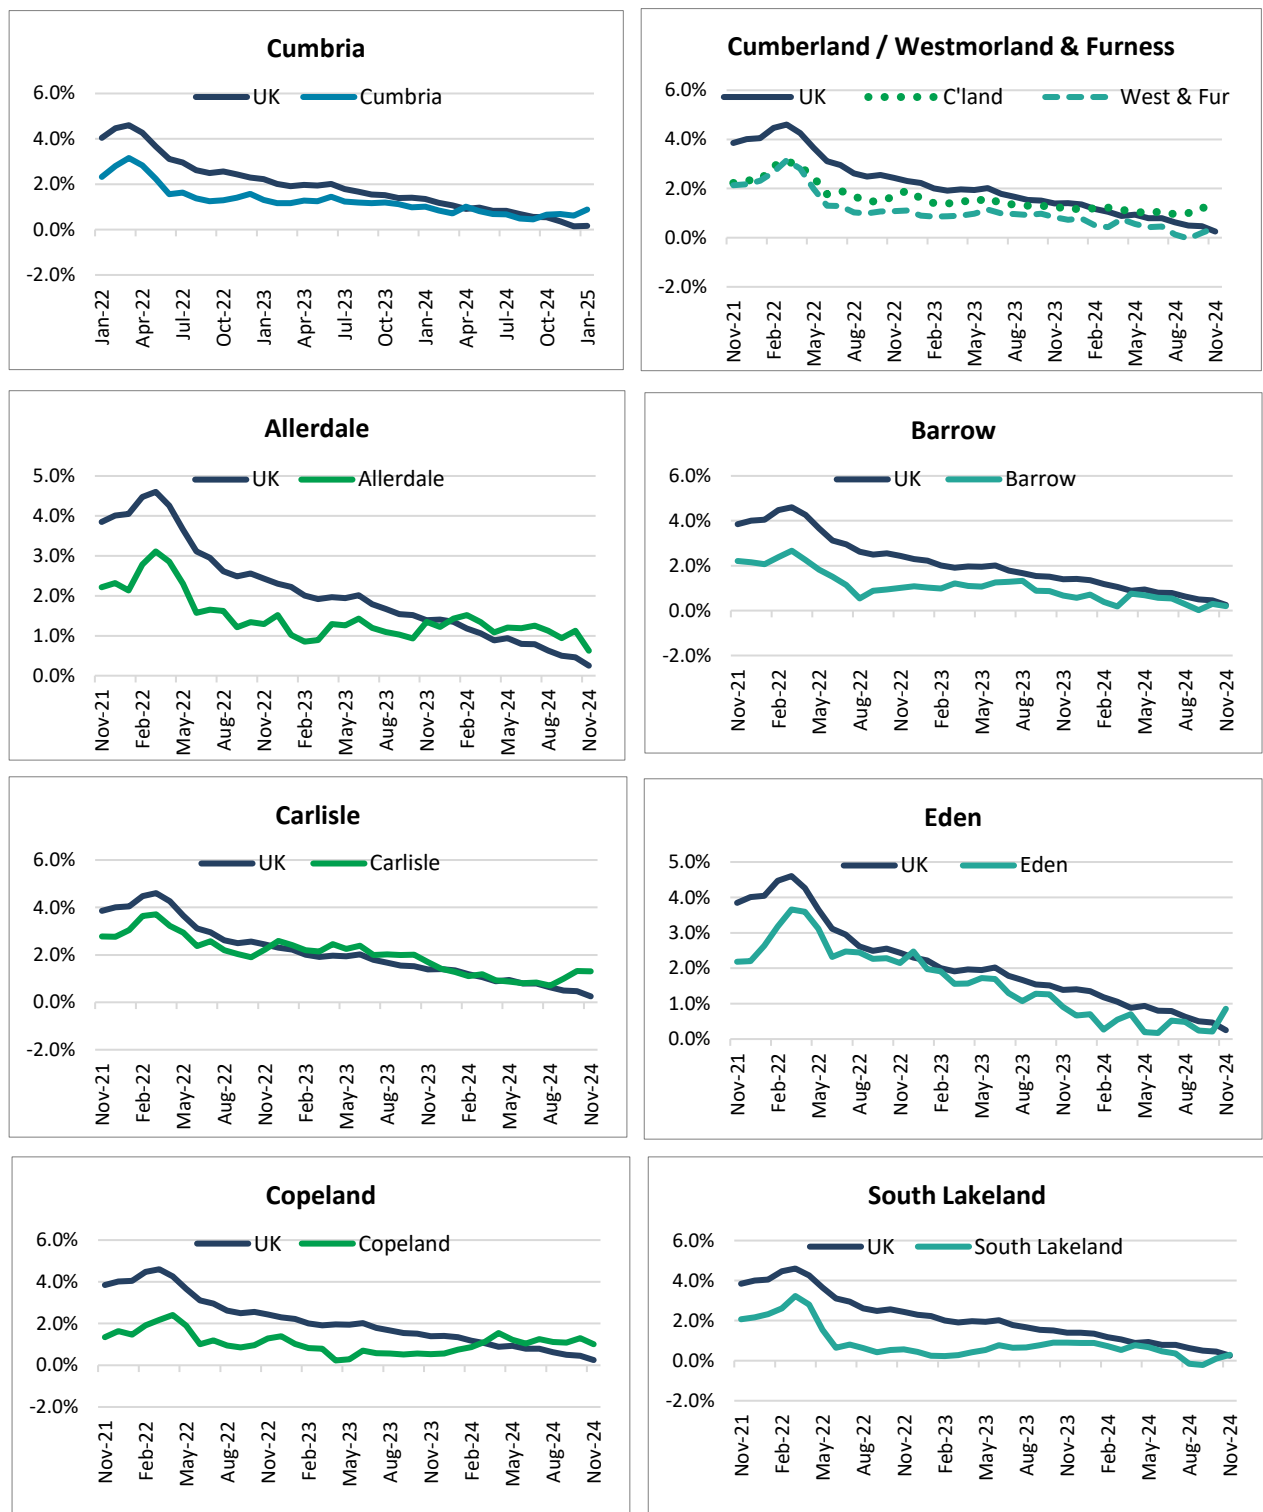 Cumbria
UK Cumbria
6.0%
4.0%
2.0%
0.0%
-2.0%
Jan-22 Apr-22 Jul-22 Oct-22 Jan-23 Apr-23 Jul-23 Oct-23 Jan-24 Apr-24 Jul-24 Oct-24 Jan-25
Cumberland / Westmorland & Furness
UK C'land West & Fur
6.0%
4.0%
2.0%
0.0%
-2.0%
Nov-21 Feb-22 May-22 Aug-22 Nov-22 Feb-23 May-23 Aug-23 Nov-23 Feb-24 May-24 Aug-24 Nov-24
Allerdale
UK Allerdale
5.0%
4.0%
3.0%
2.0%
1.0%
0.0%
Nov-21 Feb-22 May-22 Aug-22 Nov-22 Feb-23 May-23 Aug-23 Nov-23 Feb-24 May-24 Aug-24 Nov-24
Barrow
UK Barrow
6.0%
4.0%
2.0%
0.0%
-2.0%
Nov-21 Feb-22 May-22 Aug-22 Nov-22 Feb-23 May-23 Aug-23 Nov-23 Feb-24 May-24 Aug-24 Nov-24
Carlisle
UK Carlisle
6.0%
4.0%
2.0%
0.0%
-2.0%
Nov-21 Feb-22 May-22 Aug-22 Nov-22 Feb-23 May-23 Aug-23 Nov-23 Feb-24 May-24 Aug-24 Nov-24
Eden
UK Eden
5.0%
4.0%
3.0%
2.0%
1.0%
0.0%
Nov-21 Feb-22 May-22 Aug-22 Nov-22 Feb-23 May-23 Aug-23 Nov-23 Feb-24 May-24 Aug-24 Nov-24
Copeland
UK Copeland
6.0%
4.0%
2.0%
0.0%
-2.0%
Nov-21 Feb-22 May-22 Aug-22 Nov-22 Feb-23 May-23 Aug-23 Nov-23 Feb-24 May-24 Aug-24 Nov-24
South Lakeland
UK South Lakeland
6.0%
4.0%
2.0%
0.0%
-2.0%
Nov-21 Feb-22 May-22 Aug-22 Nov-22 Feb-23 May-23 Aug-23 Nov-23 Feb-24 May-24 Aug-24 Nov-24